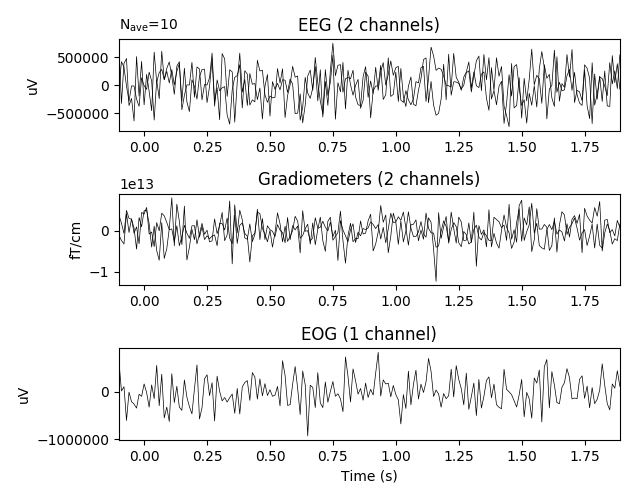 N_ave=10
EEG (2 channels)
500000
0
−500000
uV
0.00 0.25 0.50 0.75 1.00 1.25 1.50 1.75
1e13
Gradiometers (2 channels)
0
−1
fT/cm
0.00 0.25 0.50 0.75 1.00 1.25 1.50 1.75
EOG (1 channel)
0
−1000000
uV
0.00 0.25 0.50 0.75 1.00 1.25 1.50 1.75
Time (s)